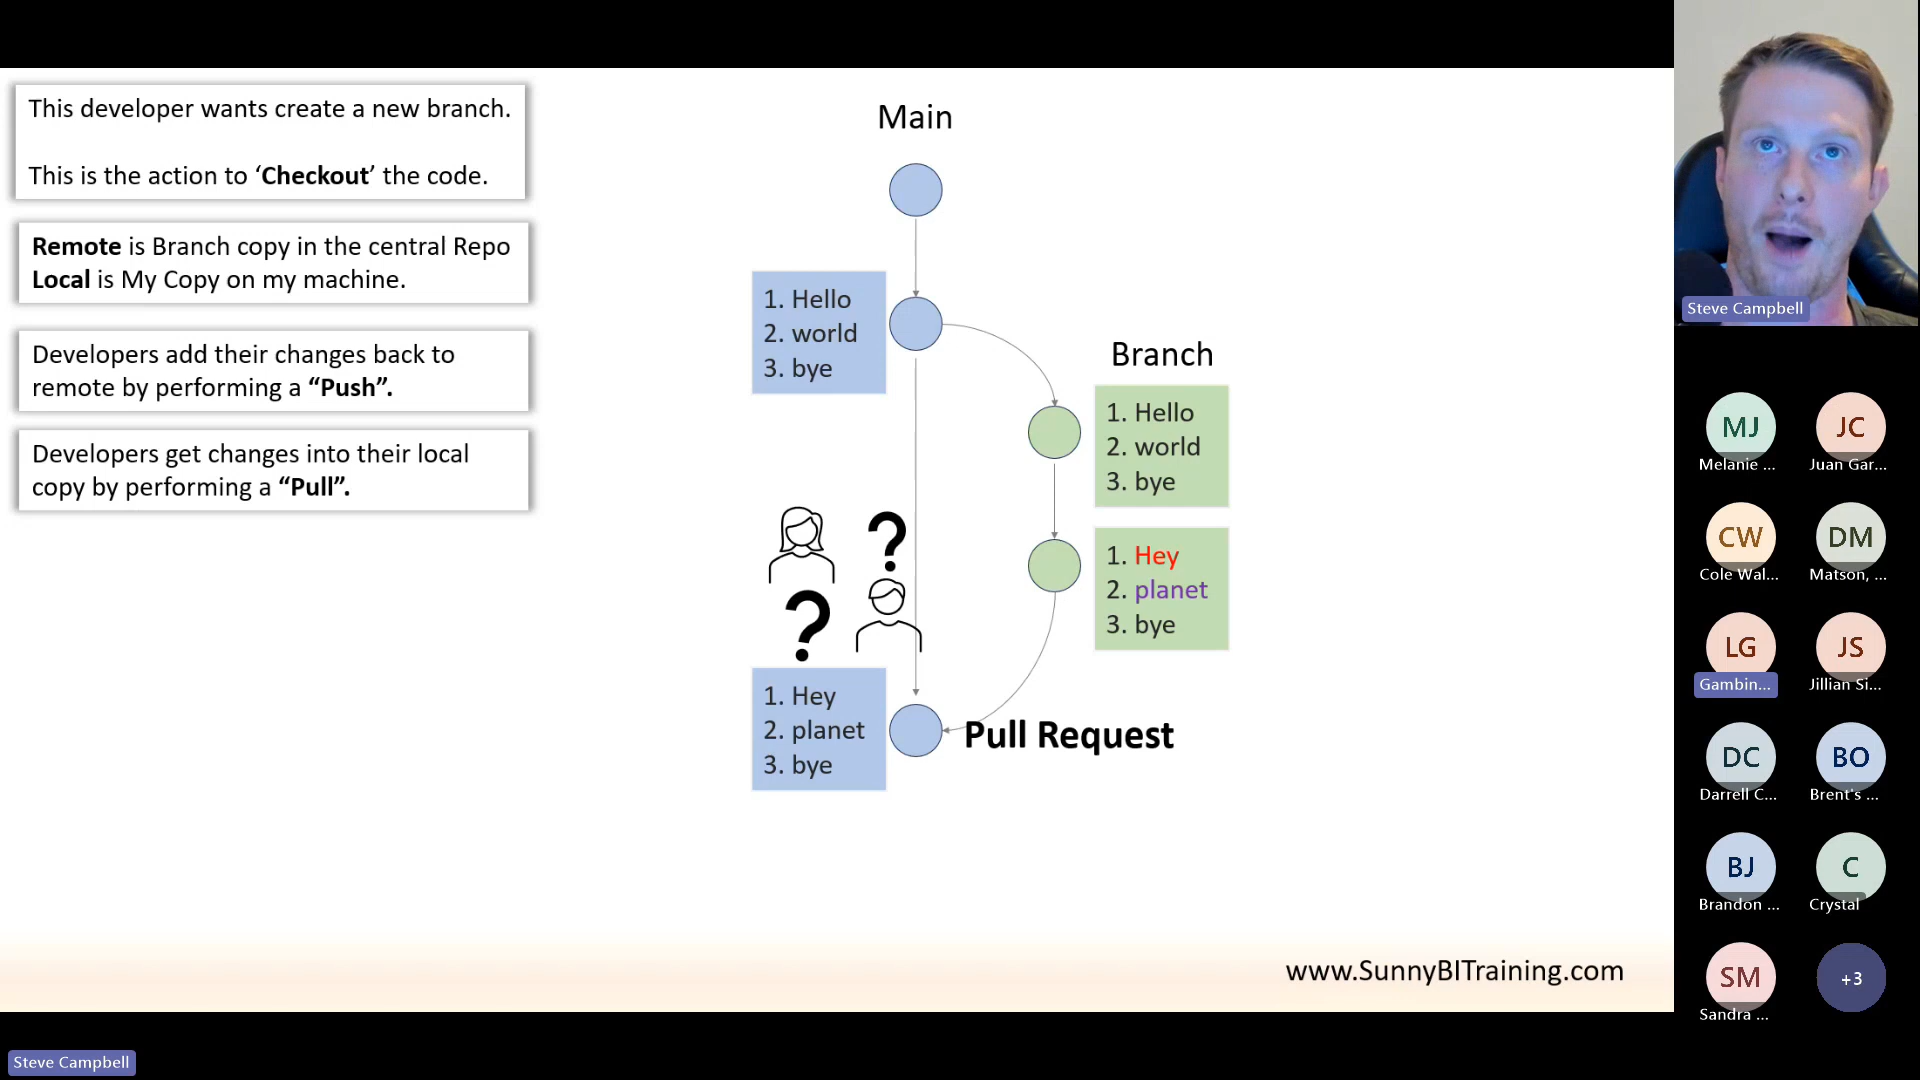 This developer wants create a new branch.
This is the action to ‘Checkout’ the code.
Remote is Branch copy in the central Repo
Local is My Copy on my machine.
Developers add their changes back to
remote by performing a “Push”.
Developers get changes into their local
copy by performing a “Pull”.
Main
1. Hello
2. world
3. bye
Branch
1. Hello
2. world
3. bye
1. Hey
2. planet
3. bye
? 
?
1. Hey
2. planet
3. bye
Pull Request
www.SunnyBITraining.com
Steve Campbell
MJ
Melanie ...
JC
Juan Gar...
CW
Cole Wal...
DM
Matson, ...
LG
Gambin...
JS
Jillian Si...
DC
Darrell C...
BO
Brent's ...
BJ
Brandon ...
C
Crystal
SM
Sandra ...
+3
Steve Campbell